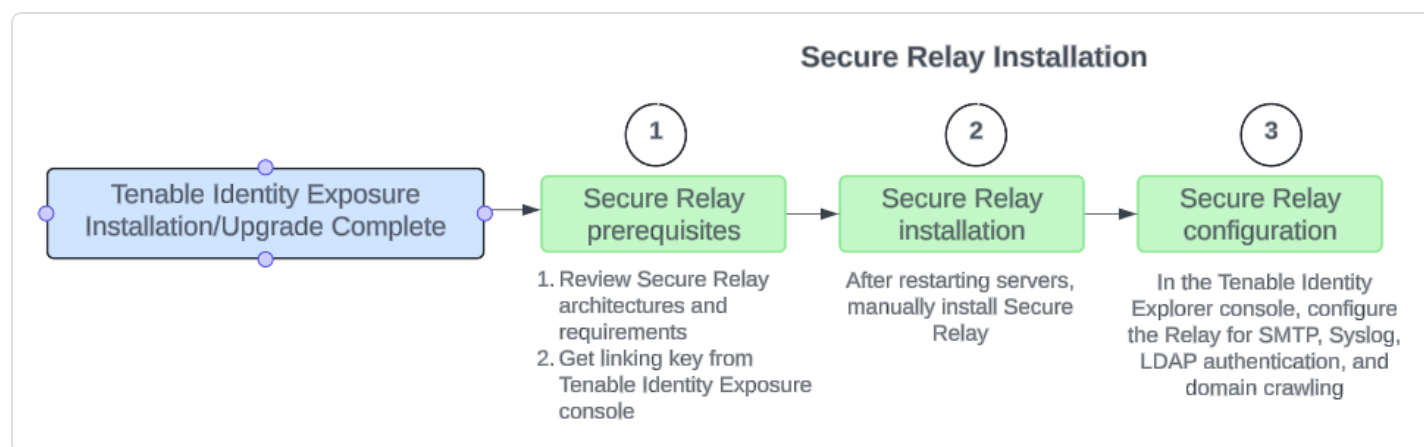 Secure Relay Installation
1
2
3
Tenable Identity Exposure
Installation/Upgrade Complete
Secure Relay
prerequisites
Secure Relay
installation
Secure Relay
configuration
1. Review Secure Relay
architectures and
requirements
2. Get linking key from
Tenable Identity Exposure
console
After restarting servers,
manually install Secure
Relay
In the Tenable Identity
Explorer console, configure
the Relay for SMTP, Syslog,
LDAP authentication, and
domain crawling